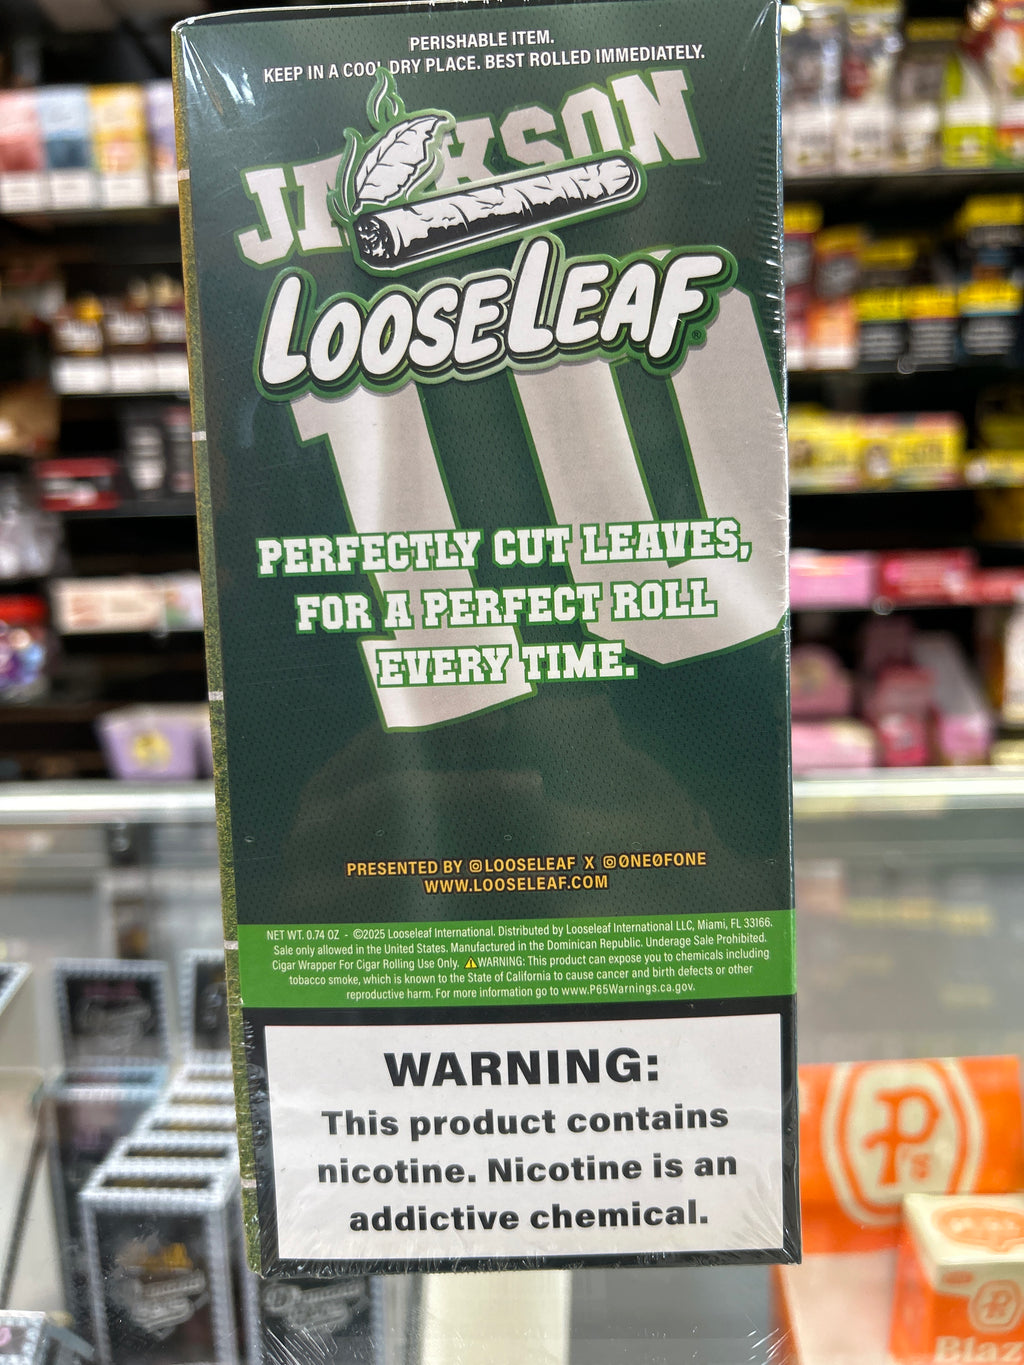 PERISHABLE ITEM.
KEEP IN A COOL DRY PLACE. BEST ROLLED IMMEDIATELY.
LOOSELEAF®
10
PERFECTLY CUT LEAVES,
FOR A PERFECT ROLL
EVERY TIME.
PRESENTED BY @LOOSELEAF X @ØNEØFONE
WWW.LOOSELEAF.COM
NET WT. 0.74 OZ - ©2025 Looseleaf International. Distributed by Looseleaf International LLC, Miami, FL 33166.
Sale only allowed in the United States. Manufactured in the Dominican Republic. Underage Sale Prohibited.
Cigar Wrapper For Cigar Rolling Use Only. ⚠WARNING: This product can expose you to chemicals including
tobacco smoke, which is known to the State of California to cause cancer and birth defects or other
reproductive harm. For more information go to www.P65Warnings.ca.gov.
WARNING:
This product contains
nicotine. Nicotine is an
addictive chemical.
P's
Blaz